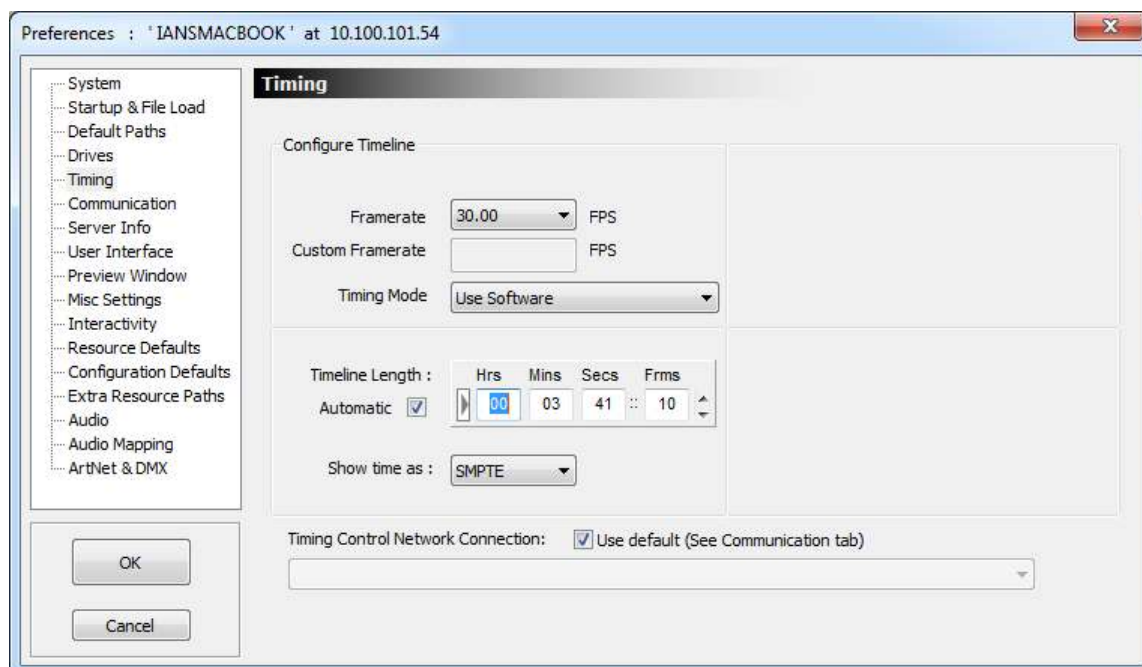 Preferences : 'IANSMACBOOK' at 10.100.101.54
System
Startup & File Load
Default Paths
Drives
Timing
Communication
Server Info
User Interface
Preview Window
Misc Settings
Interactivity
Resource Defaults
Configuration Defaults
Extra Resource Paths
Audio
Audio Mapping
ArtNet & DMX
OK
Cancel
Timing
Configure Timeline
Framerate 30.00 FPS
Custom Framerate FPS
Timing Mode Use Software
Hrs Mins Secs Frms
Timeline Length :
Automatic 00 03 41 :: 10
Show time as : SMPTE
Timing Control Network Connection: Use default (See Communication tab)